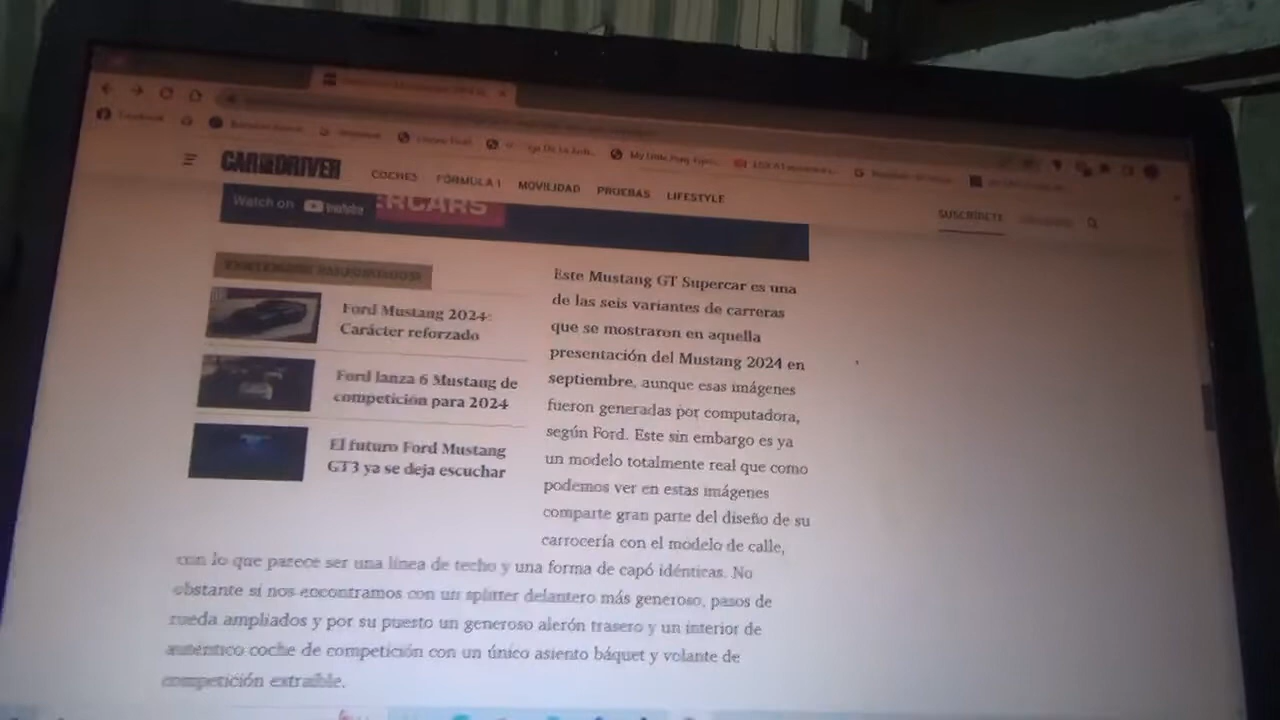 Facebook
CAR AND DRIVER
COCHES FÓRMULA 1 MOVILIDAD PRUEBAS LIFESTYLE
SUSCRÍBETE
Watch on YouTube
ERCARS
Ford Mustang 2024:
Carácter reforzado
Ford lanza 6 Mustang de
competición para 2024
El futuro Ford Mustang
GT3 ya se deja escuchar
Este Mustang GT Supercar es una
de las seis variantes de carreras
que se mostraron en aquella
presentación del Mustang 2024 en
septiembre, aunque esas imágenes
fueron generadas por computadora,
según Ford. Este sin embargo es ya
un modelo totalmente real que como
podemos ver en estas imágenes
comparte gran parte del diseño de su
carrocería con el modelo de calle,
con lo que parece ser una línea de techo y una forma de capó idénticas. No
obstante sí nos encontramos con un splitter delantero más generoso, pasos de
rueda ampliados y por su puesto un generoso alerón trasero y un interior de
auténtico coche de competición con un único asiento báquet y volante de
competición extraíble.